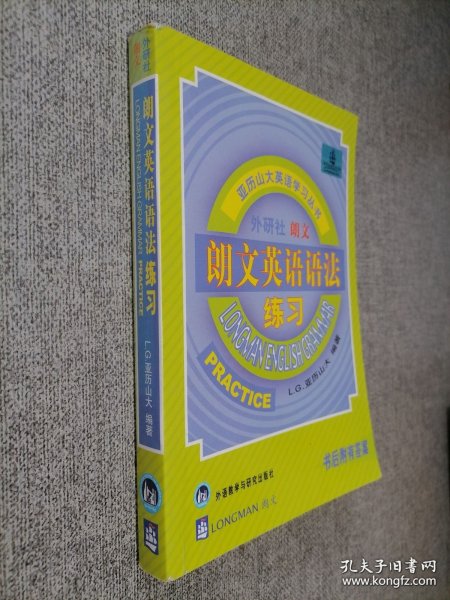 外研社
朗文
朗文英语语法 练习
LONGMAN ENGLISH GRAMMAR PRACTICE
L.G.亚历山大 编著
亚历山大英语学习丛书
外研社 朗文
朗文英语语法
练习
LONGMAN ENGLISH GRAMMAR
PRACTICE
L.G.亚历山大 编著
书后附有答案
外语教学与研究出版社
LONGMAN 朗文
孔夫子旧书网
www.kongfz.com